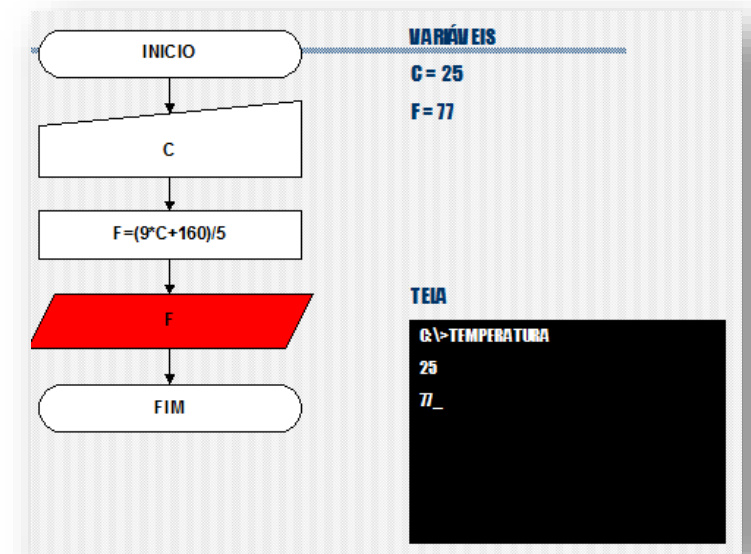 INICIO
C
F=(9*C+160)/5
F
FIM
VARIÁVEIS
C = 25
F = 77
TELA
C:\>TEMPERATURA
25
77_